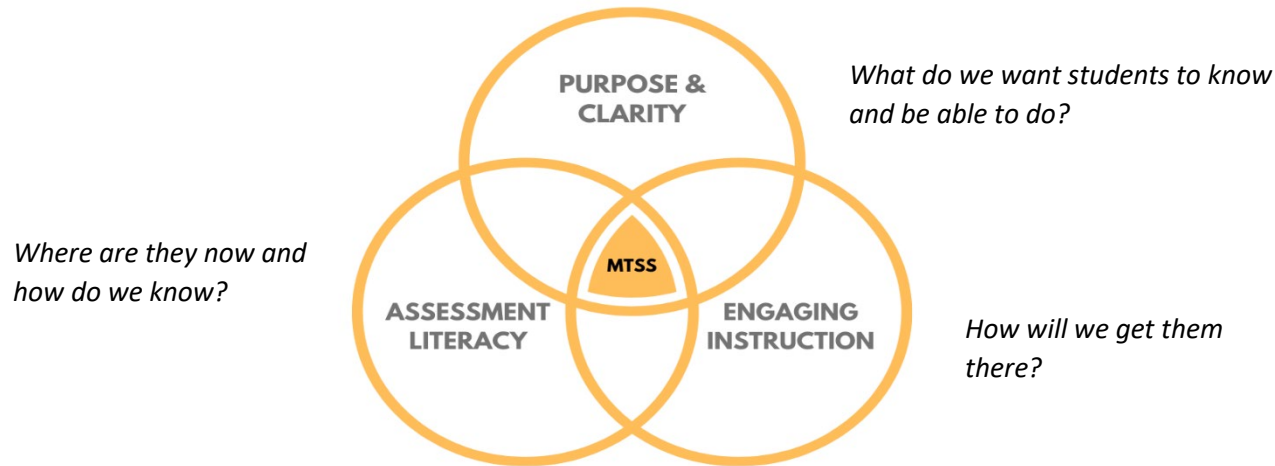 PURPOSE &
CLARITY
What do we want students to know
and be able to do?
Where are they now and
how do we know?
MTSS
ASSESSMENT
LITERACY
ENGAGING
INSTRUCTION
How will we get them
there?